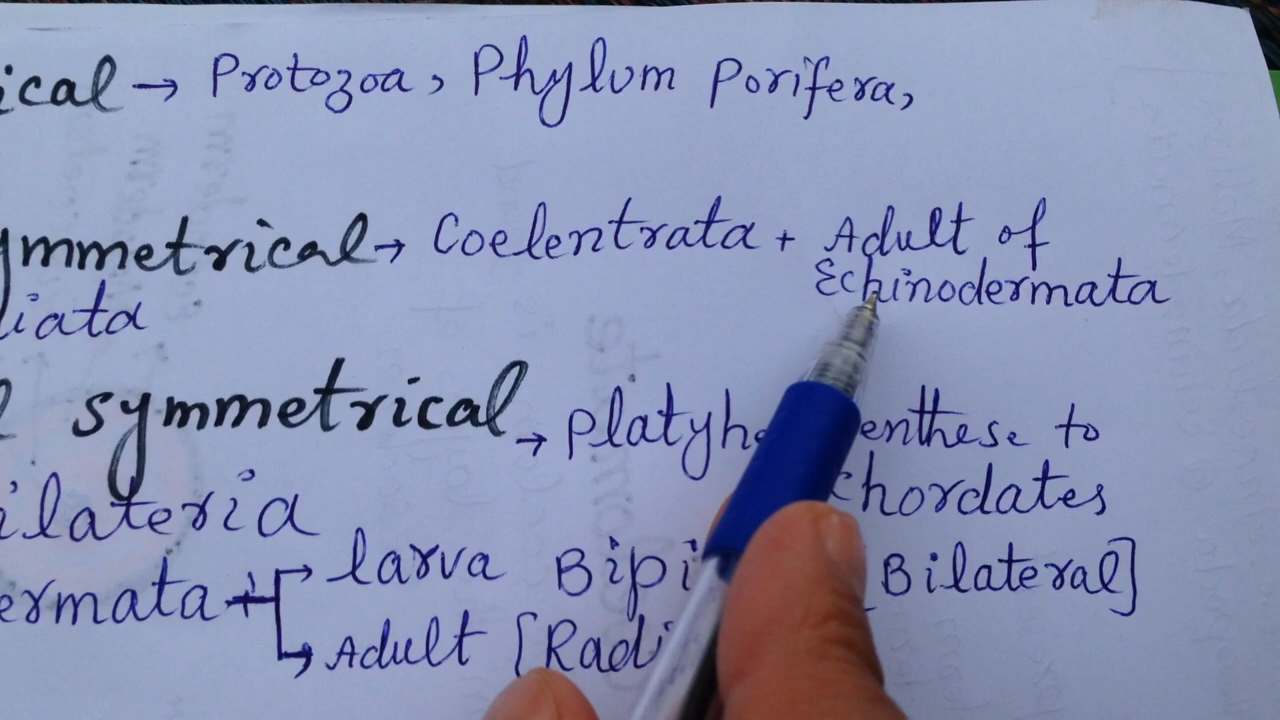 ical → Protozoa, Phylum Porifera,
ymmetrical → Coelentrata + Adult of
Echinodermata
iata
symmetrical → Platyh enthese to
chordates
ilateria
ermata → larva Bipi [Bilateral]
→ Adult [Radi